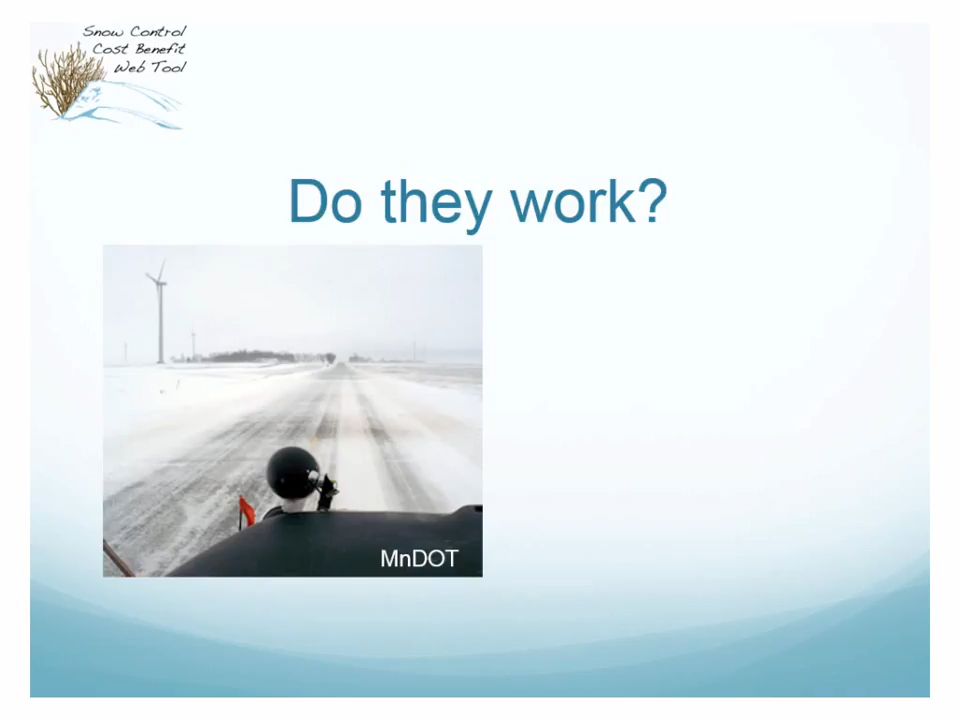 Snow Control
Cost Benefit
Web Tool
Do they work?
MnDOT